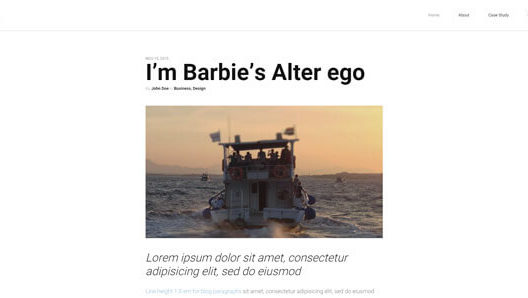 Home About Case Study
NOV 19, 2015
I'm Barbie's Alter ego
by John Doe in Business, Design
Lorem ipsum dolor sit amet, consectetur
adipisicing elit, sed do eiusmod
Line height 1.8 em for blog paragraphs sit amet, consectetur adipisicing elit, sed do eiusmod